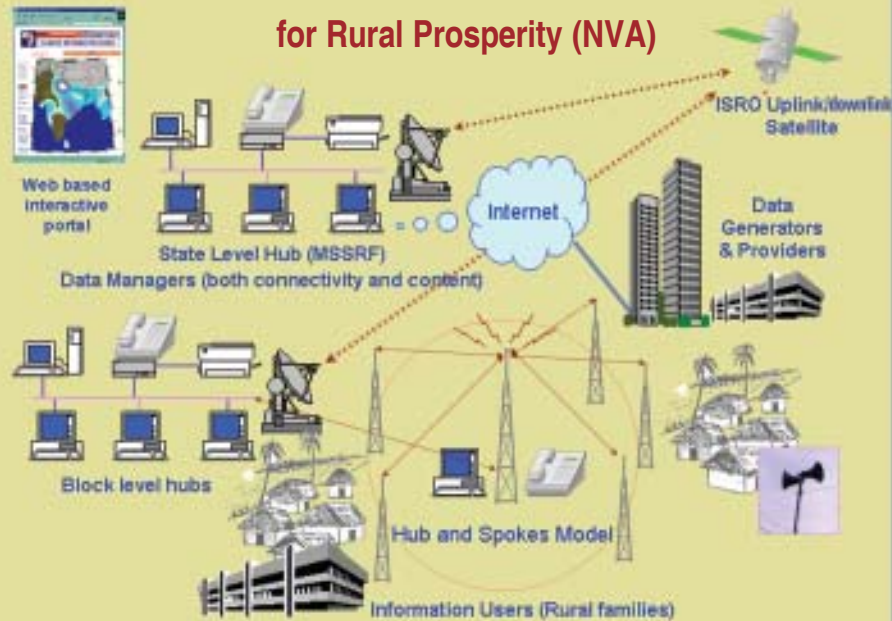 for Rural Prosperity (NVA)
ISRO Uplink/downlink
Satellite
Web based
interactive
portal
Internet
Data
Generators
& Providers
State Level Hub (MSSRF)
Data Managers (both connectivity and content)
Block level hubs
Hub and Spokes Model
Information Users (Rural families)